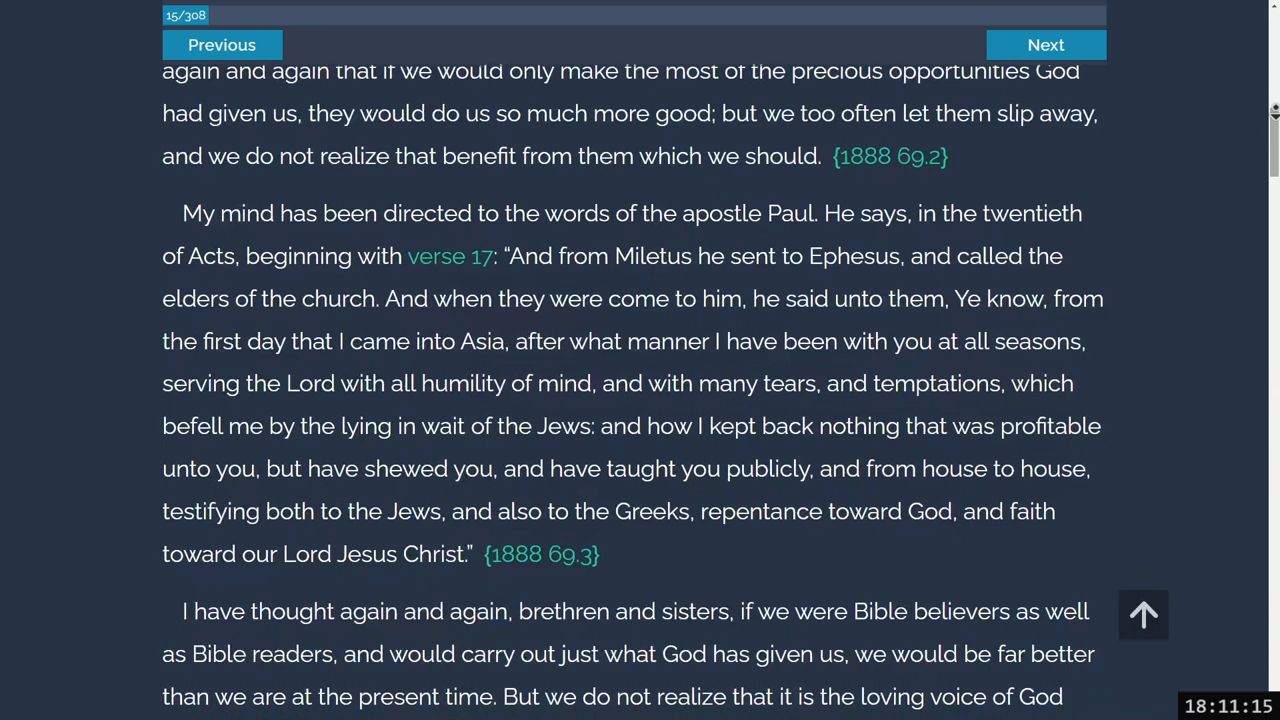 15/308
Previous
Next
again and again that if we would only make the most of the precious opportunities God
had given us, they would do us so much more good; but we too often let them slip away,
and we do not realize that benefit from them which we should. {1888 69.2}
My mind has been directed to the words of the apostle Paul. He says, in the twentieth
of Acts, beginning with verse 17: “And from Miletus he sent to Ephesus, and called the
elders of the church. And when they were come to him, he said unto them, Ye know, from
the first day that I came into Asia, after what manner I have been with you at all seasons,
serving the Lord with all humility of mind, and with many tears, and temptations, which
befell me by the lying in wait of the Jews: and how I kept back nothing that was profitable
unto you, but have shewed you, and have taught you publicly, and from house to house,
testifying both to the Jews, and also to the Greeks, repentance toward God, and faith
toward our Lord Jesus Christ.” {1888 69.3}
I have thought again and again, brethren and sisters, if we were Bible believers as well
as Bible readers, and would carry out just what God has given us, we would be far better
than we are at the present time. But we do not realize that it is the loving voice of God
18:11:15